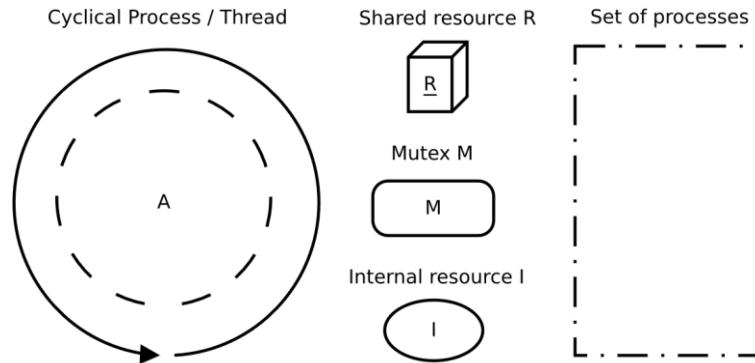 Cyclical Process / Thread
Shared resource R
Set of processes
R
A
Mutex M
M
Internal resource I
I